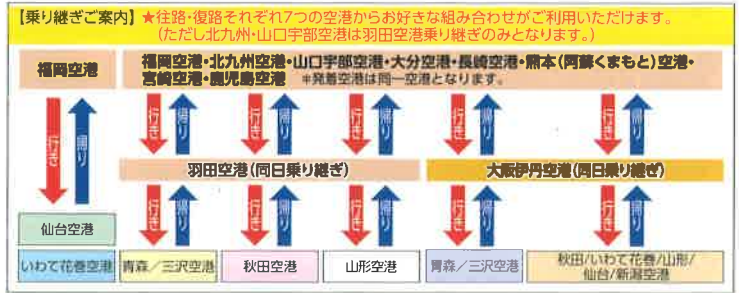 【乗り継ぎご案内】★往路・復路それぞれ7つの空港からお好きな組み合わせがご利用いただけます。
(ただし北九州・山口宇部空港は羽田空港乗り継ぎのみとなります。)
福岡空港
福岡空港・北九州空港・山口宇部空港・大分空港・長崎空港・熊本(阿蘇くまもと)空港・
宮崎空港・鹿児島空港 *発着空港は同一空港となります。
行き 帰り
行き 帰り 行き 帰り 行き 帰り 行き 帰り 行き 帰り
羽田空港(同日乗り継ぎ)
大阪伊丹空港(同日乗り継ぎ)
行き 帰り 行き 帰り 行き 帰り 行き 帰り 行き 帰り
仙台空港
いわて花巻空港
青森/三沢空港
秋田空港
山形空港
青森/三沢空港
秋田/いわて花巻/山形/
仙台/新潟空港